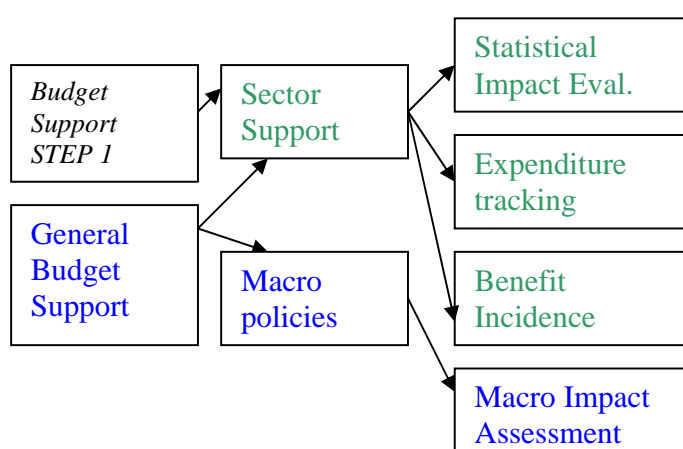 Budget
Support
STEP 1
General
Budget
Support
Sector
Support
Macro
policies
Statistical
Impact Eval.
Expenditure
tracking
Benefit
Incidence
Macro Impact
Assessment